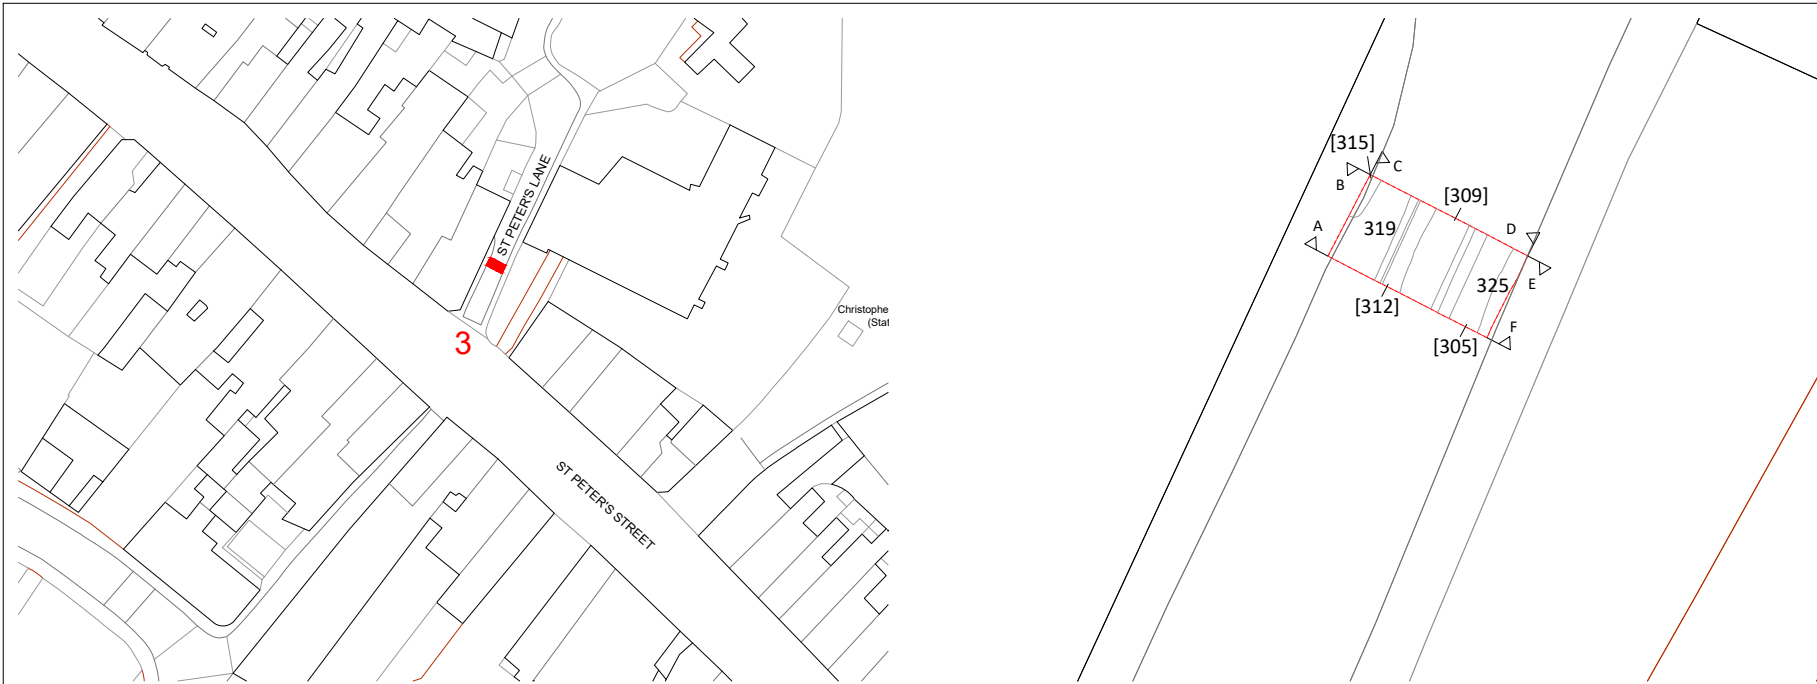 ST PETER'S LANE
3
Christophe
(Stat
ST PETER'S STREET
[315]
C
B
[309]
A
319
D
325
E
[312]
F
[305]